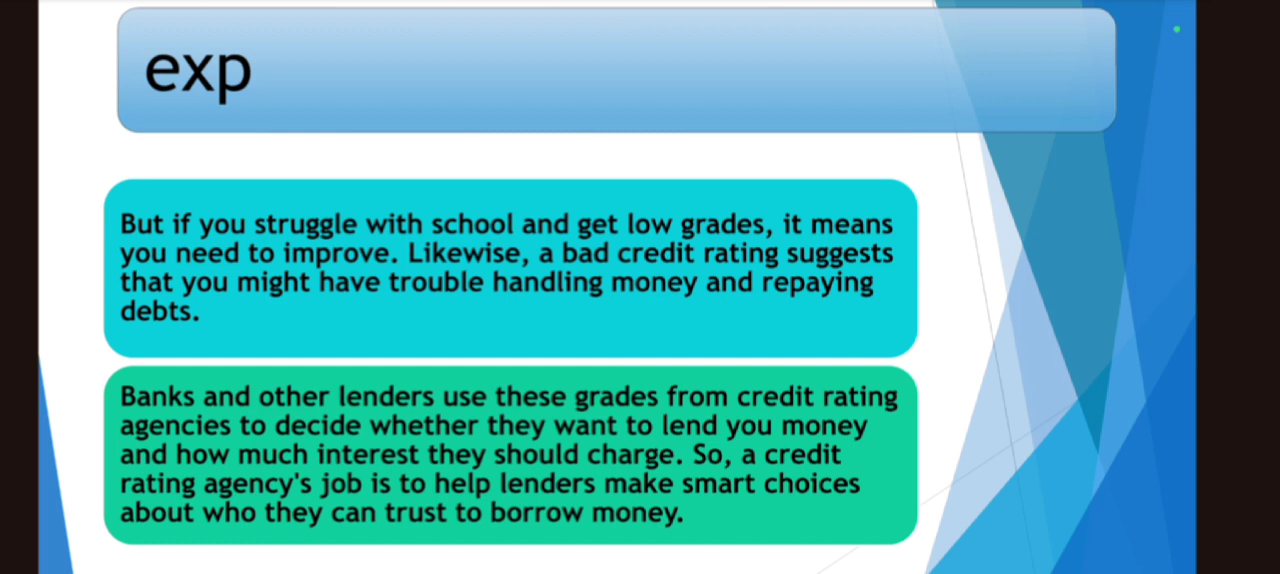 exp
But if you struggle with school and get low grades, it means
you need to improve. Likewise, a bad credit rating suggests
that you might have trouble handling money and repaying
debts.
Banks and other lenders use these grades from credit rating
agencies to decide whether they want to lend you money
and how much interest they should charge. So, a credit
rating agency's job is to help lenders make smart choices
about who they can trust to borrow money.